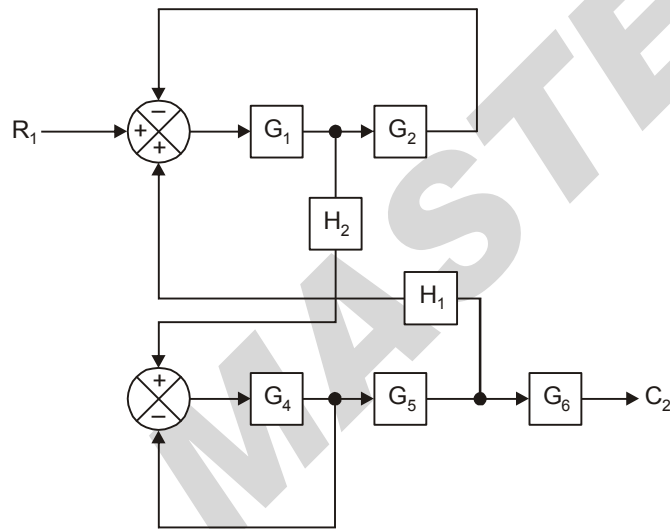 −
R₁ + + G₁ G₂
H₂
H₁
+
− G₄ G₅ G₆ C₂
MASTE